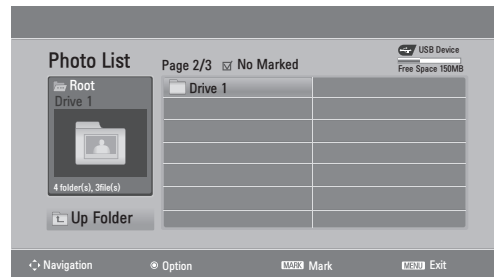 USB Device
Photo List
Page 2/3 ☑ No Marked
Free Space 150MB
Root
Drive 1
Drive 1
4 folder(s), 3file(s)
Up Folder
Navigation
Option
MARK Mark
MENU Exit